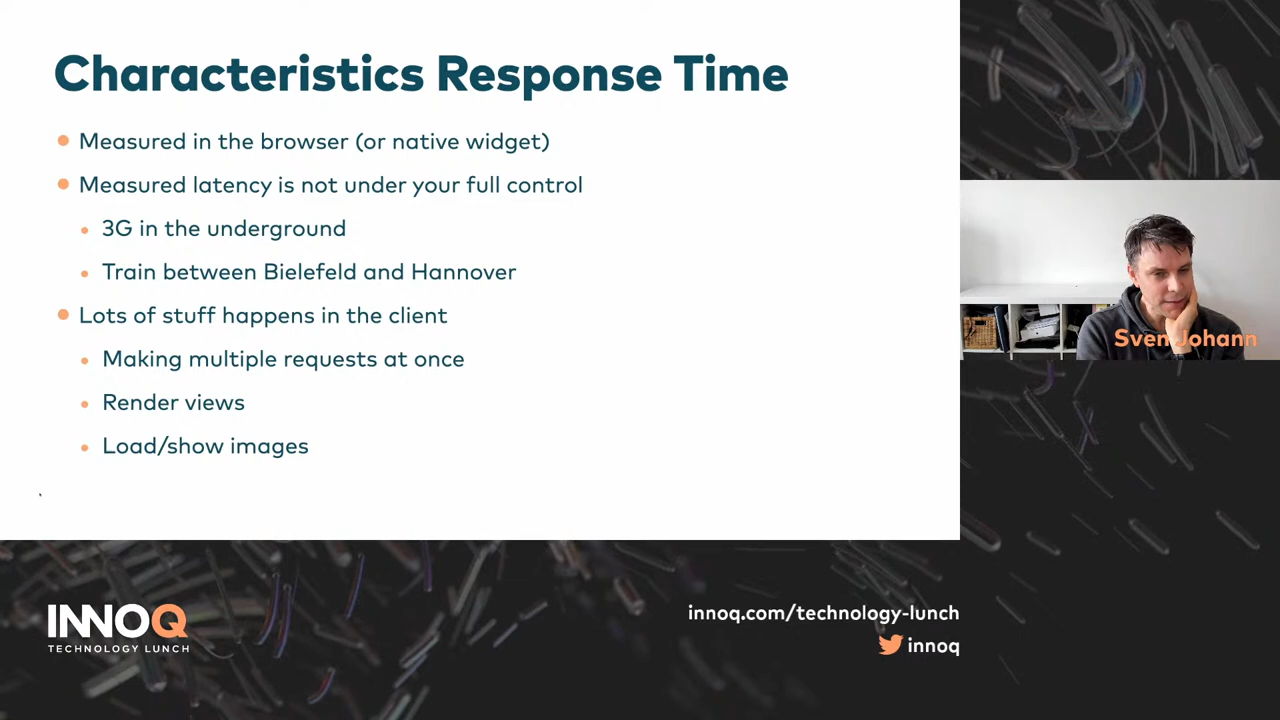 Characteristics Response Time
Measured in the browser (or native widget)
Measured latency is not under your full control
3G in the underground
Train between Bielefeld and Hannover
Lots of stuff happens in the client
Making multiple requests at once
Render views
Load/show images
Sven Johann
INNOQ
TECHNOLOGY LUNCH
innoq.com/technology-lunch
innoq